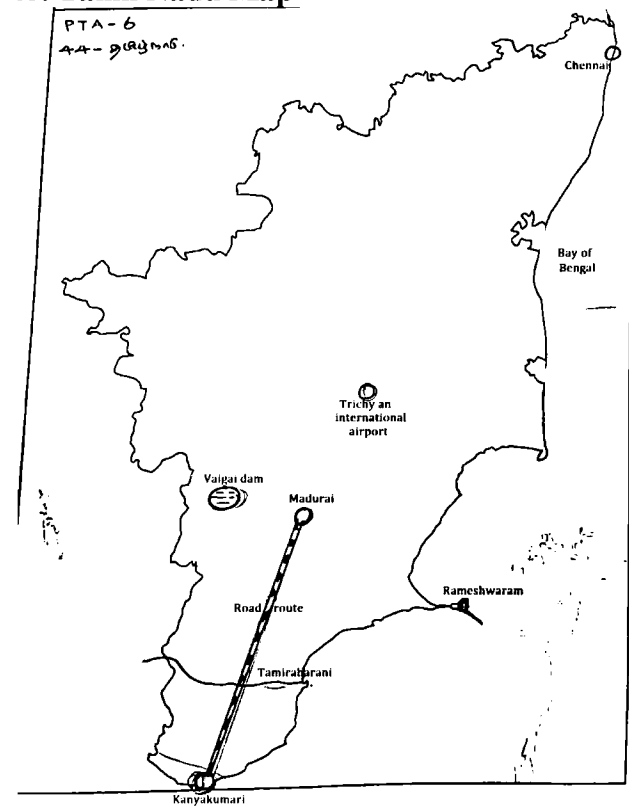 PTA - 6
44 - தமிழ்நாடு.
Chennai
Bay of
Bengal
Trichy an
international
airport
Vaigai dam
Madurai
Rameshwaram
Road route
Tamirabarani
Kanyakumari